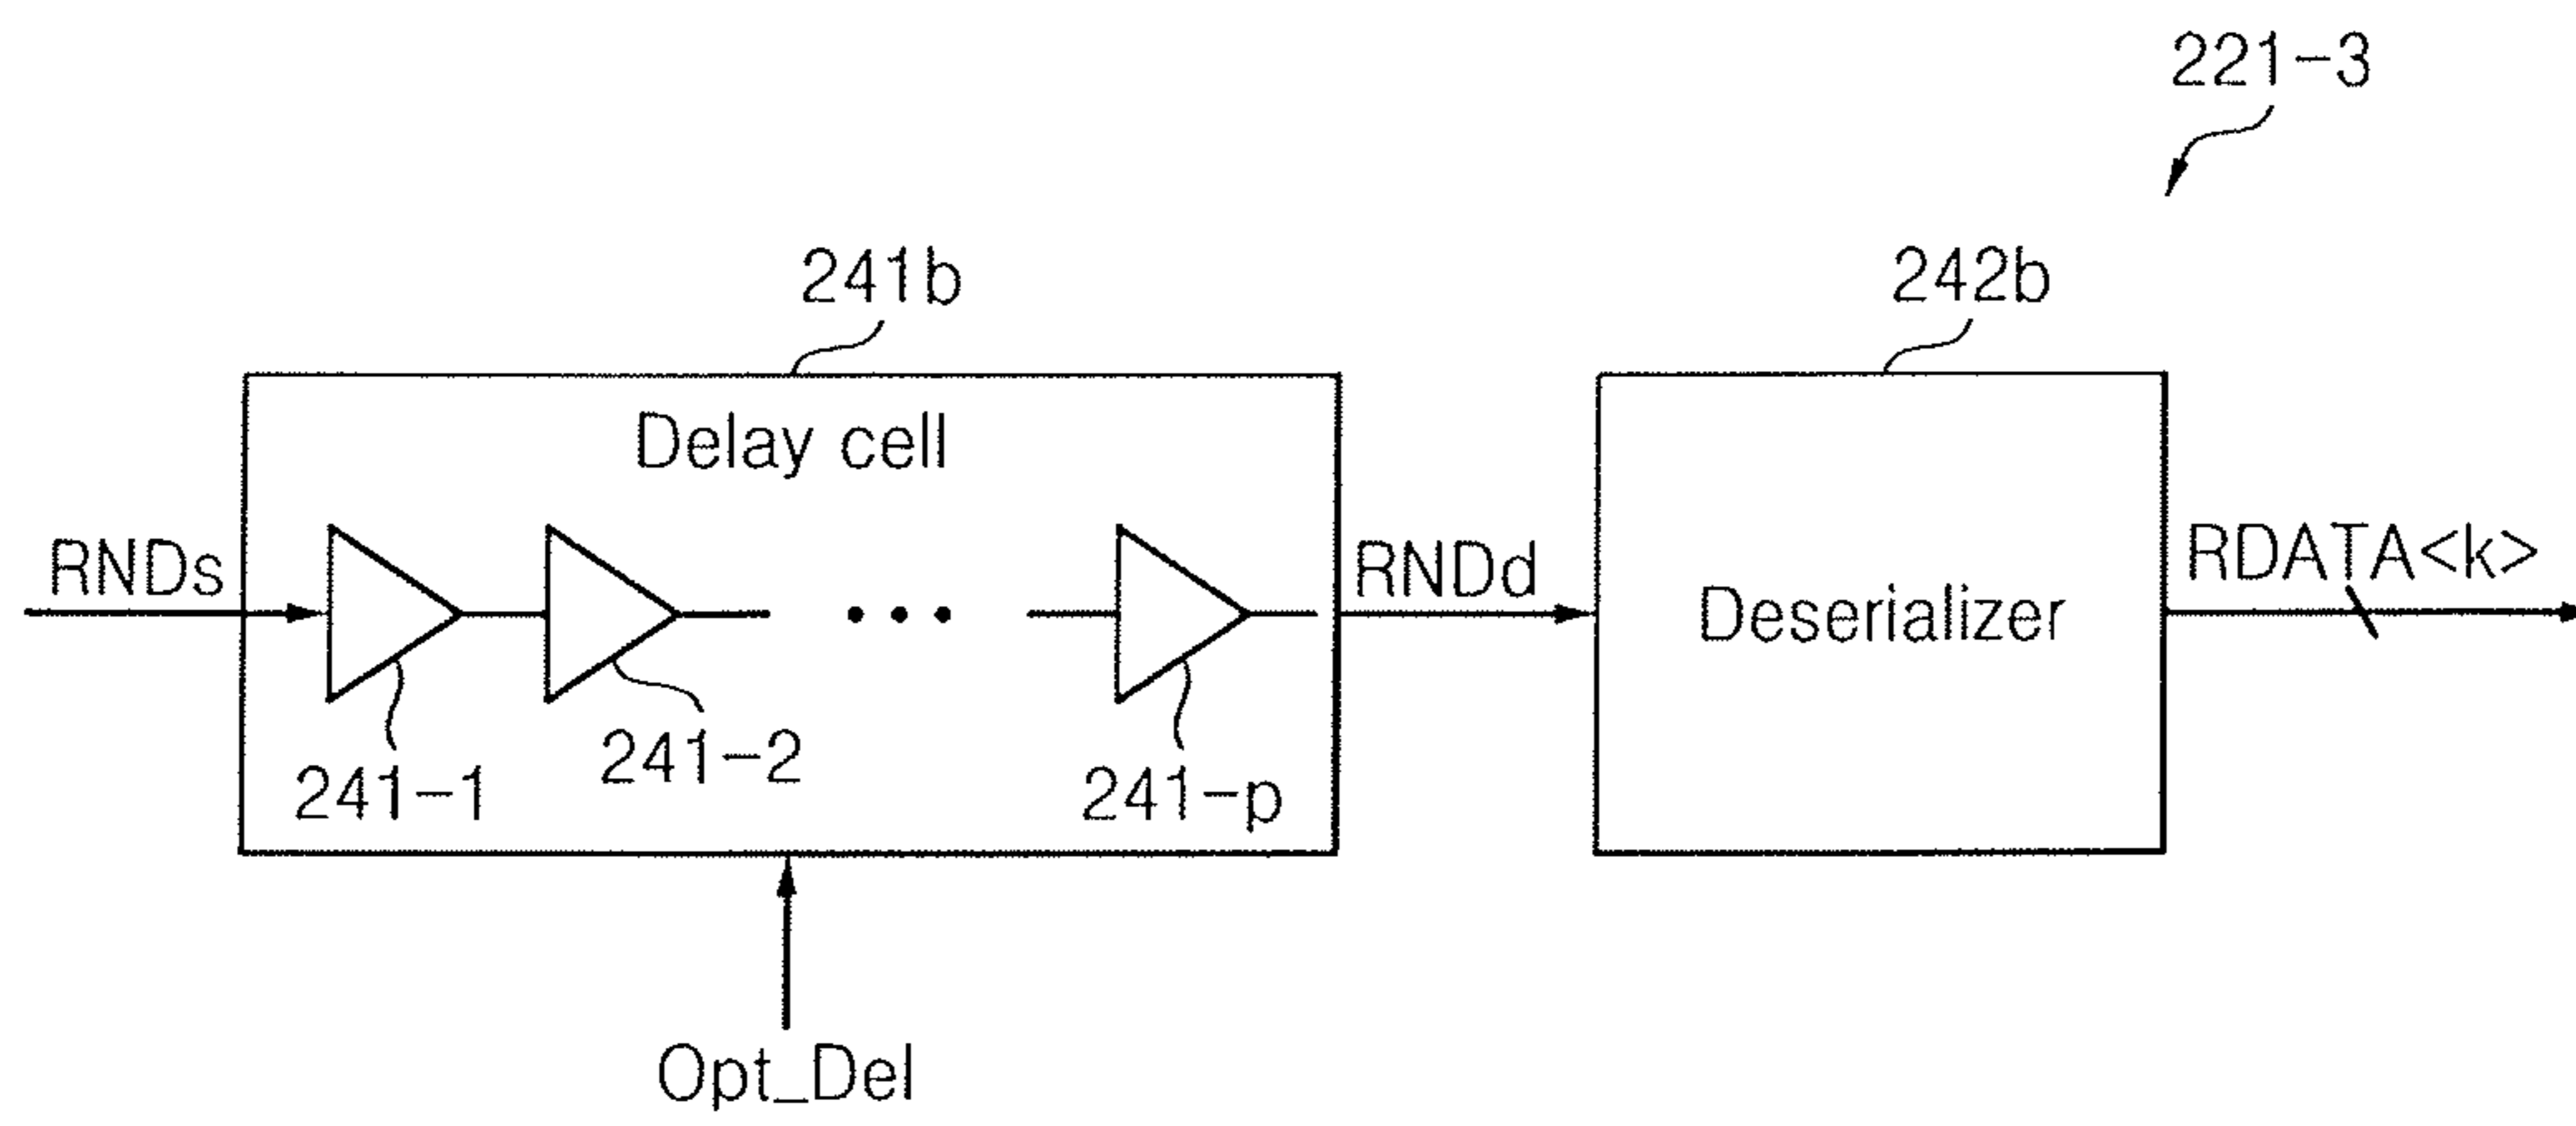 221-3
241b
242b
Delay cell
RNDs
RNDd
RDATA<k>
Deserializer
241-1
241-2
241-p
Opt_Del